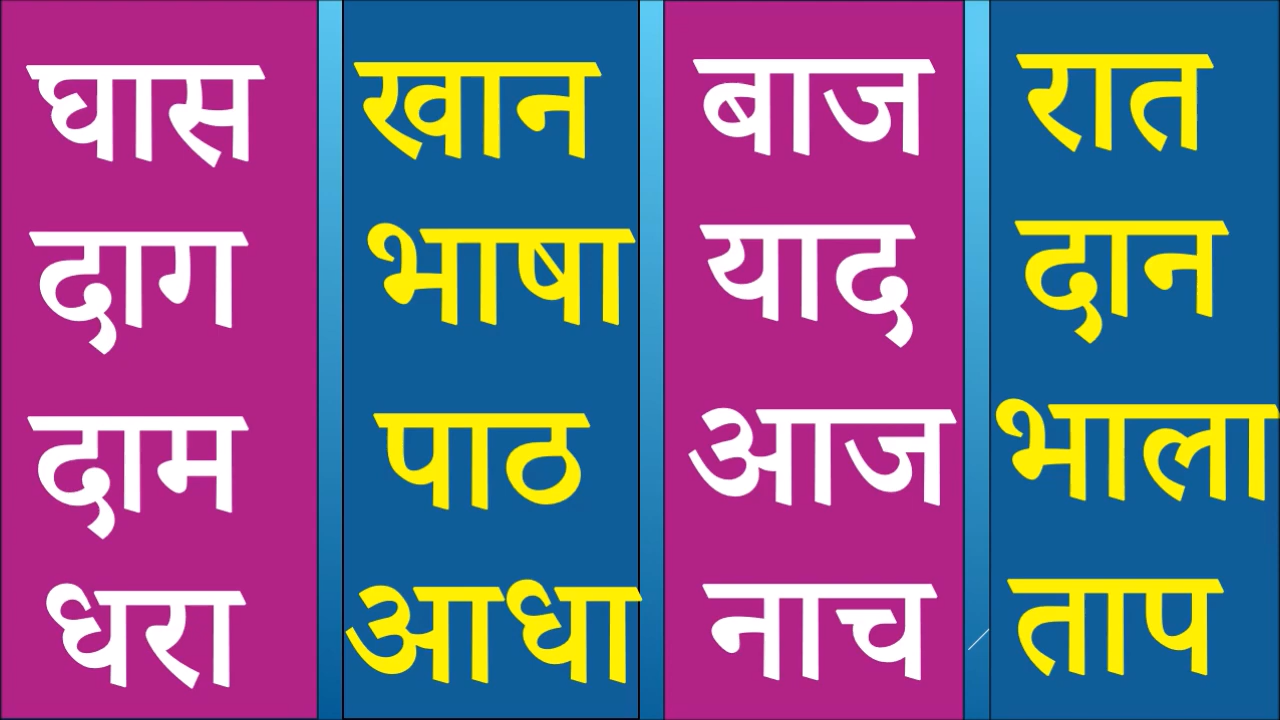 घास खान बाज रात
दाग भाषा याद दान
दाम पाठ आज भाला
धरा आधा नाच ताप